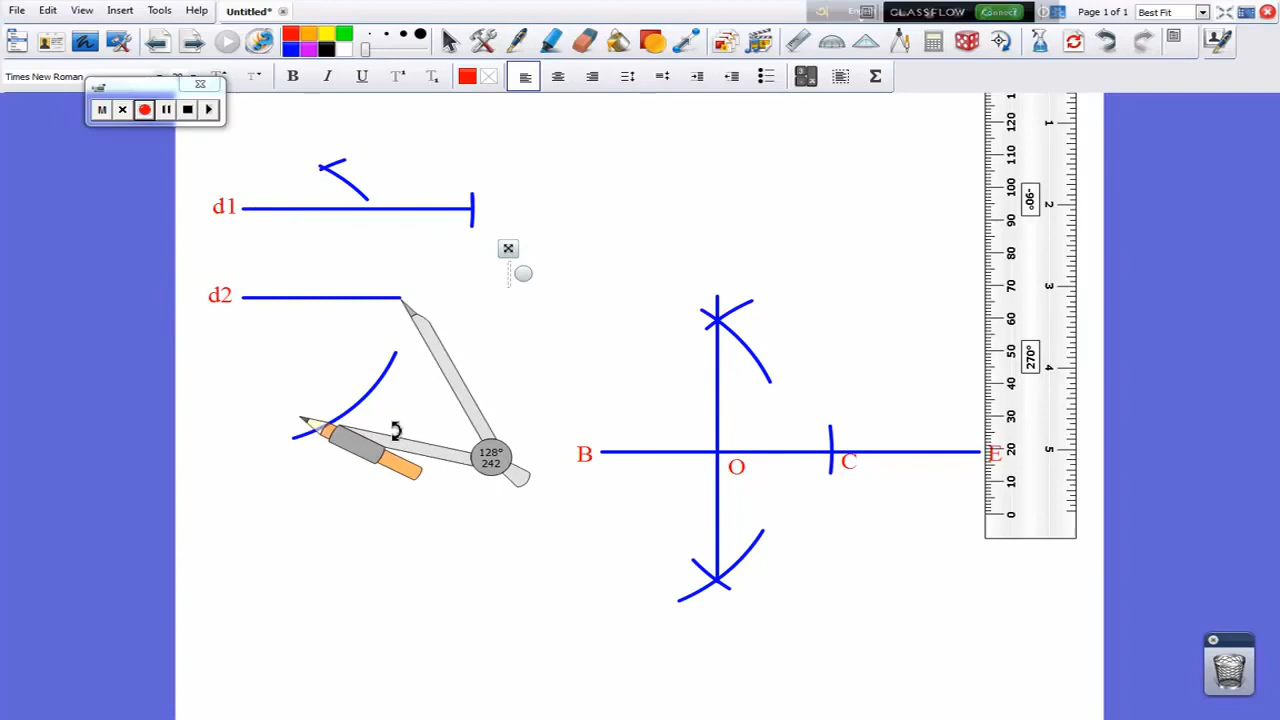 File Edit Insert Tools Help Untitled* CLASSFLOW Connect Page 1 of 1 Best Fit
Times New Roman B I U T T Σ
M
d1
d2
128°
242
B
O
C
E
120
110
100
90
80
70
60
50
40
30
20
10
0
-90°
270°
1
2
3
4
5